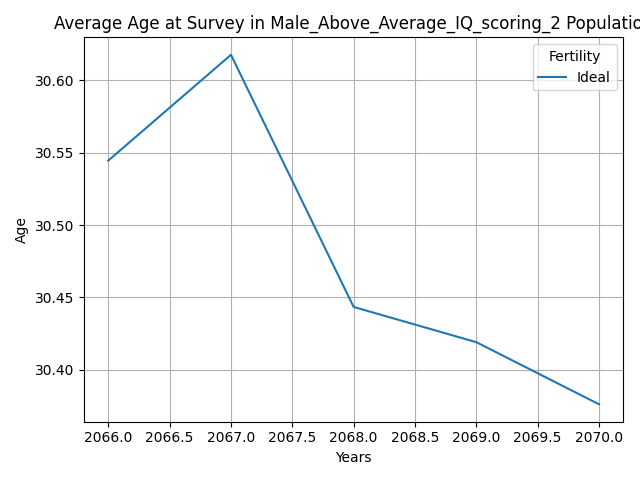 Average Age at Survey in Male_Above_Average_IQ_scoring_2 Populatio
Fertility
Ideal
Age
30.60
30.55
30.50
30.45
30.40
2066.0 2066.5 2067.0 2067.5 2068.0 2068.5 2069.0 2069.5 2070.0
Years